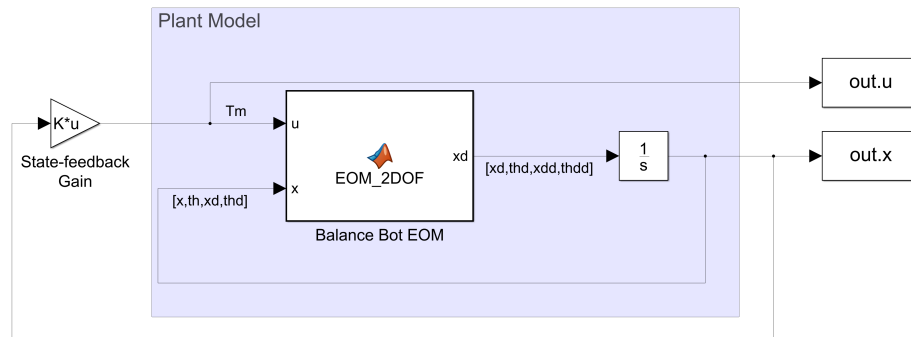 Plant Model
out.u
K*u
Tm
u
State-feedback
Gain
xd
EOM_2DOF
[xd,thd,xdd,thdd]
1
s
out.x
x
[x,th,xd,thd]
Balance Bot EOM